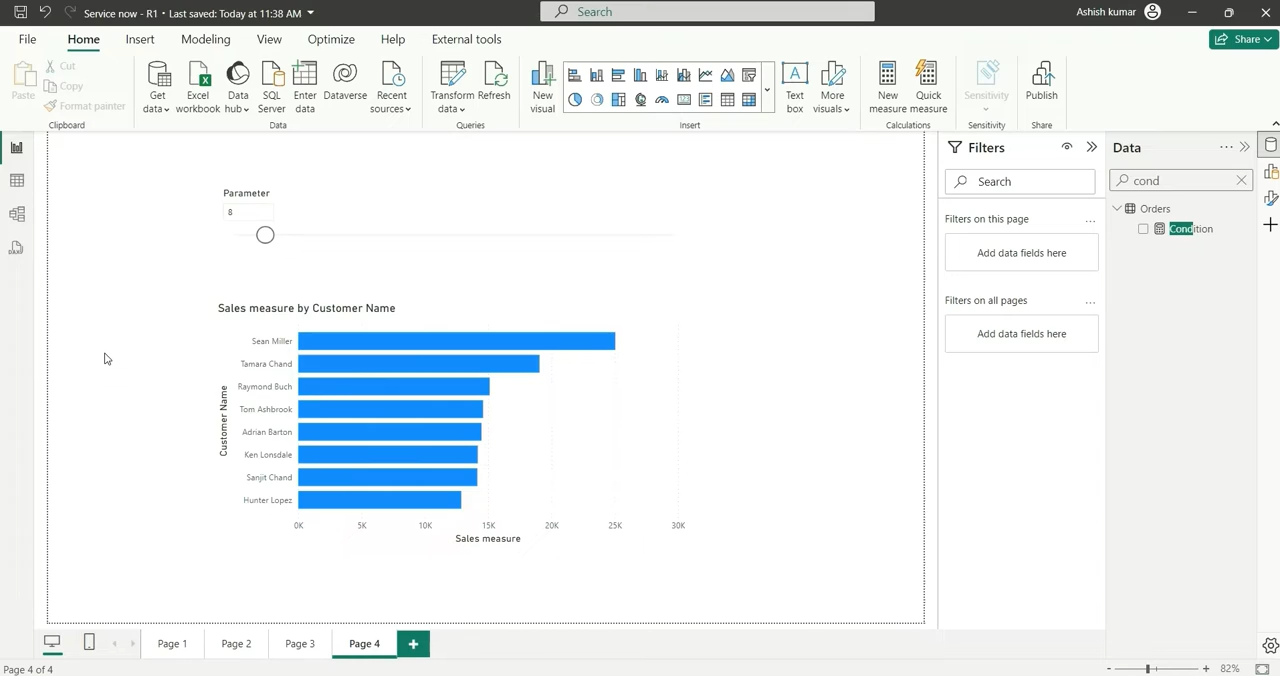 Service now - R1 • Last saved: Today at 11:38 AM
Search
Ashish kumar
File
Home
Insert
Modeling
View
Optimize
Help
External tools
Share
Paste
Cut
Copy
Format painter
Clipboard
Get data
Excel workbook
Data hub
SQL Server
Enter data
Dataverse
Recent sources
Data
Transform data
Refresh
Queries
New visual
Text box
More visuals
Insert
New measure
Quick measure
Calculations
Sensitivity
Sensitivity
Publish
Share
Parameter
8
Sales measure by Customer Name
Customer Name
Sean Miller
Tamara Chand
Raymond Buch
Tom Ashbrook
Adrian Barton
Ken Lonsdale
Sanjit Chand
Hunter Lopez
0K 5K 10K 15K 20K 25K 30K
Sales measure
Filters
Search
Filters on this page
Add data fields here
Filters on all pages
Add data fields here
Data
cond
Orders
Condition
Page 1
Page 2
Page 3
Page 4
Page 4 of 4
82%